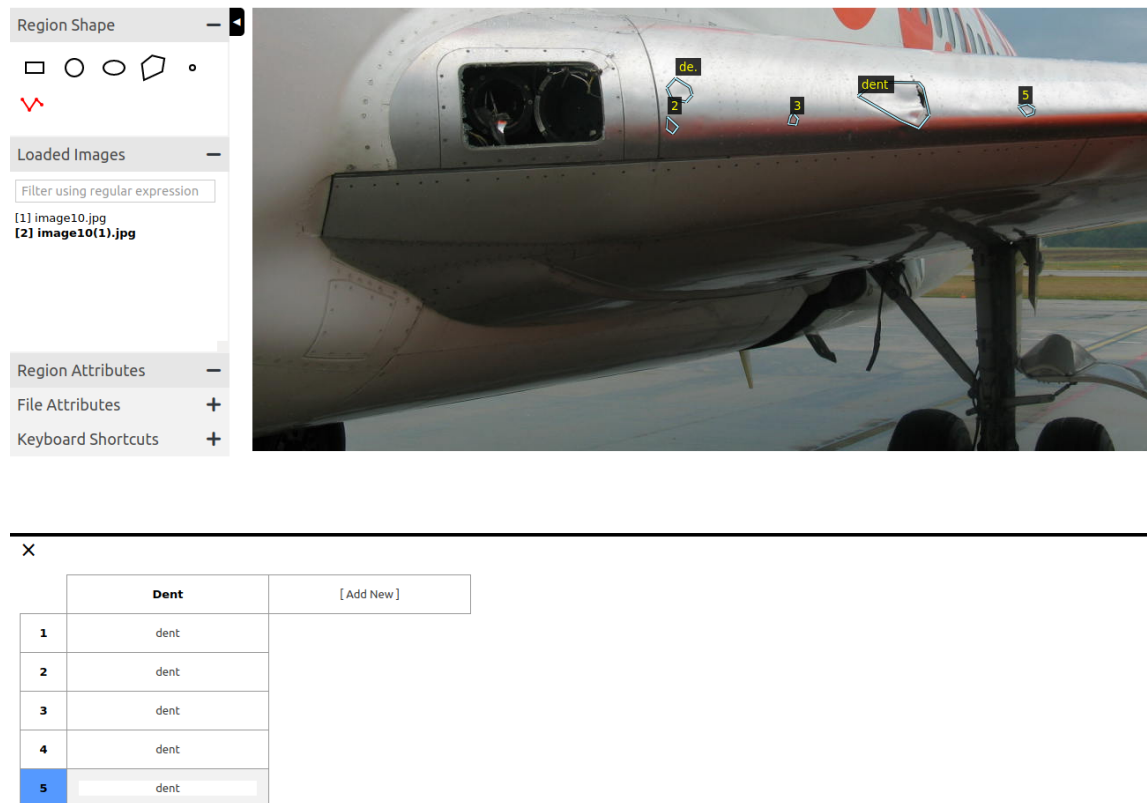 Region Shape
Loaded Images
Filter using regular expression
[1] image10.jpg
[2] image10(1).jpg
Region Attributes
File Attributes
Keyboard Shortcuts
de.
2
3
dent
5
Dent [ Add New ]
1 dent
2 dent
3 dent
4 dent
5 dent